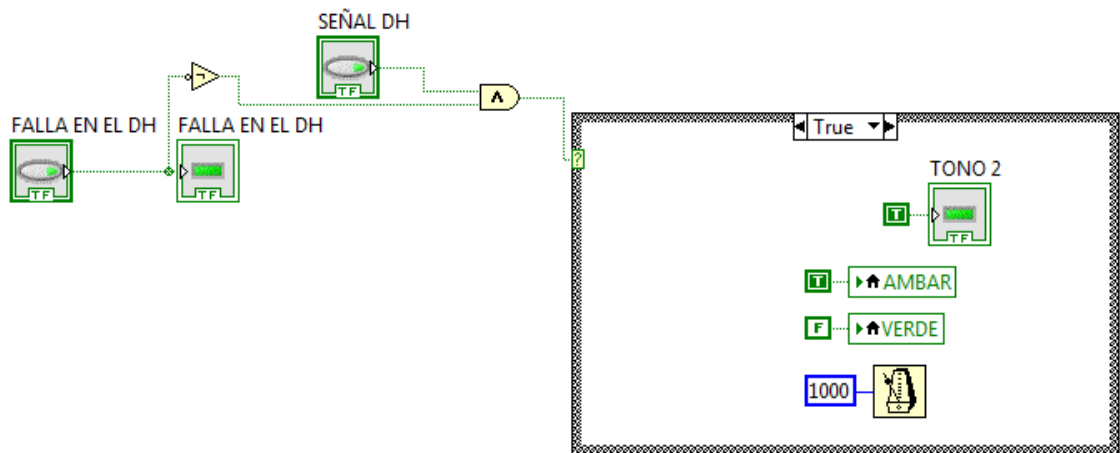 SEÑAL DH
TF
FALLA EN EL DH
TF
FALLA EN EL DH
TF
True
?
TONO 2
T
TF
T AMBAR
F VERDE
1000